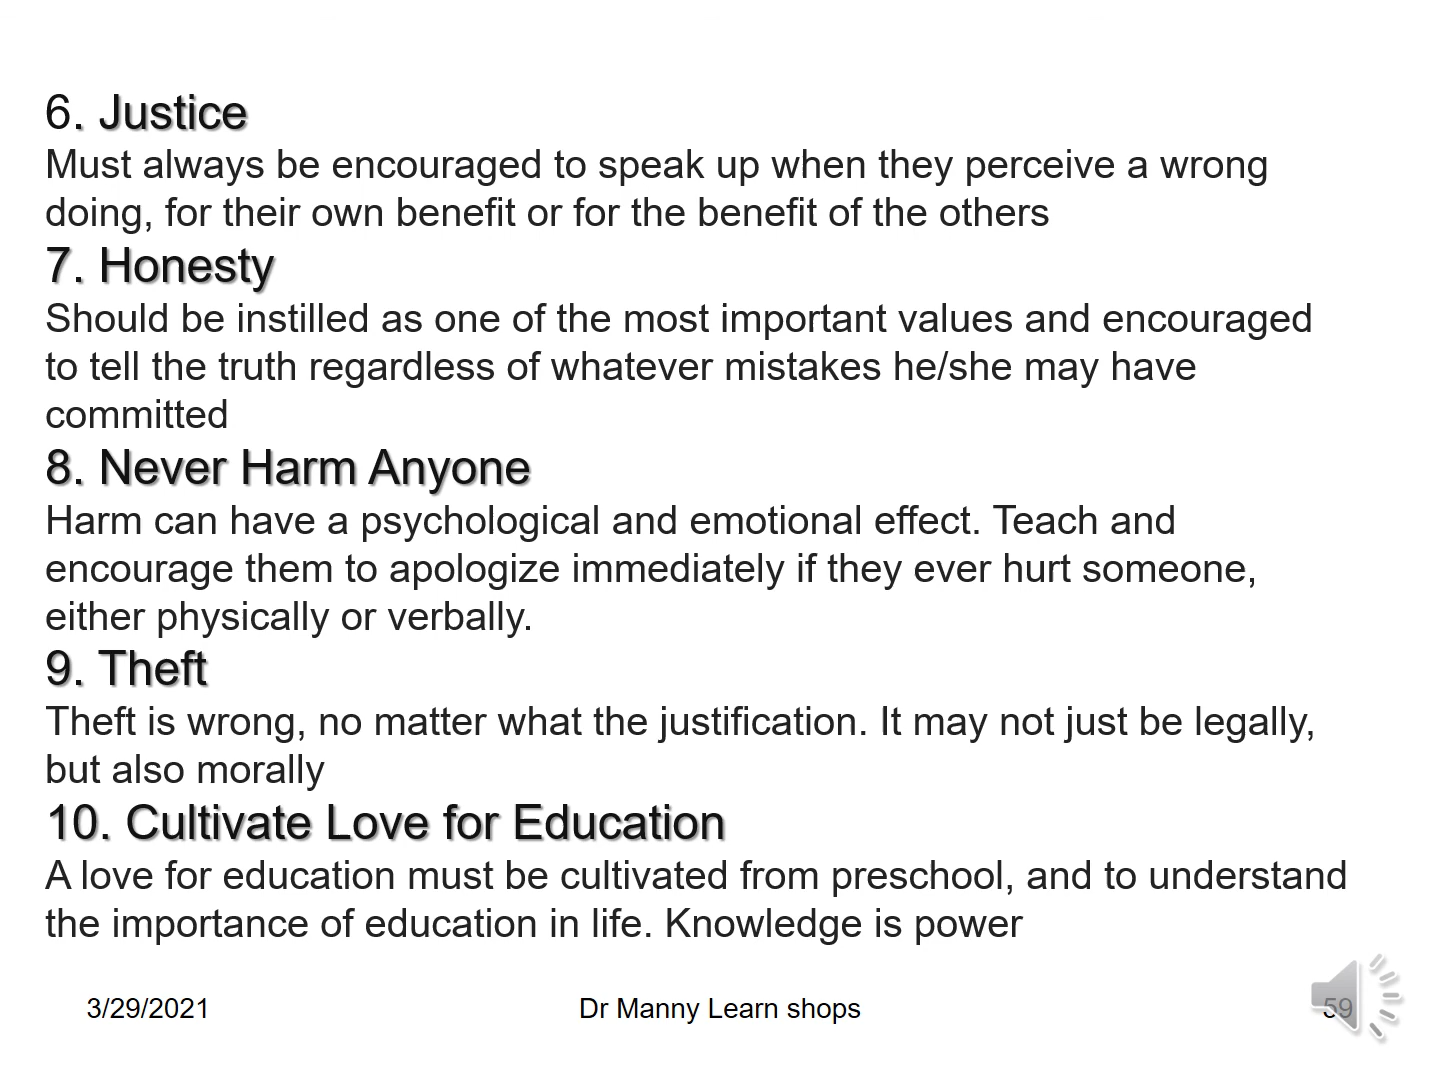 6. Justice
Must always be encouraged to speak up when they perceive a wrong
doing, for their own benefit or for the benefit of the others
7. Honesty
Should be instilled as one of the most important values and encouraged
to tell the truth regardless of whatever mistakes he/she may have
committed
8. Never Harm Anyone
Harm can have a psychological and emotional effect. Teach and
encourage them to apologize immediately if they ever hurt someone,
either physically or verbally.
9. Theft
Theft is wrong, no matter what the justification. It may not just be legally,
but also morally
10. Cultivate Love for Education
A love for education must be cultivated from preschool, and to understand
the importance of education in life. Knowledge is power
3/29/2021 Dr Manny Learn shops 59